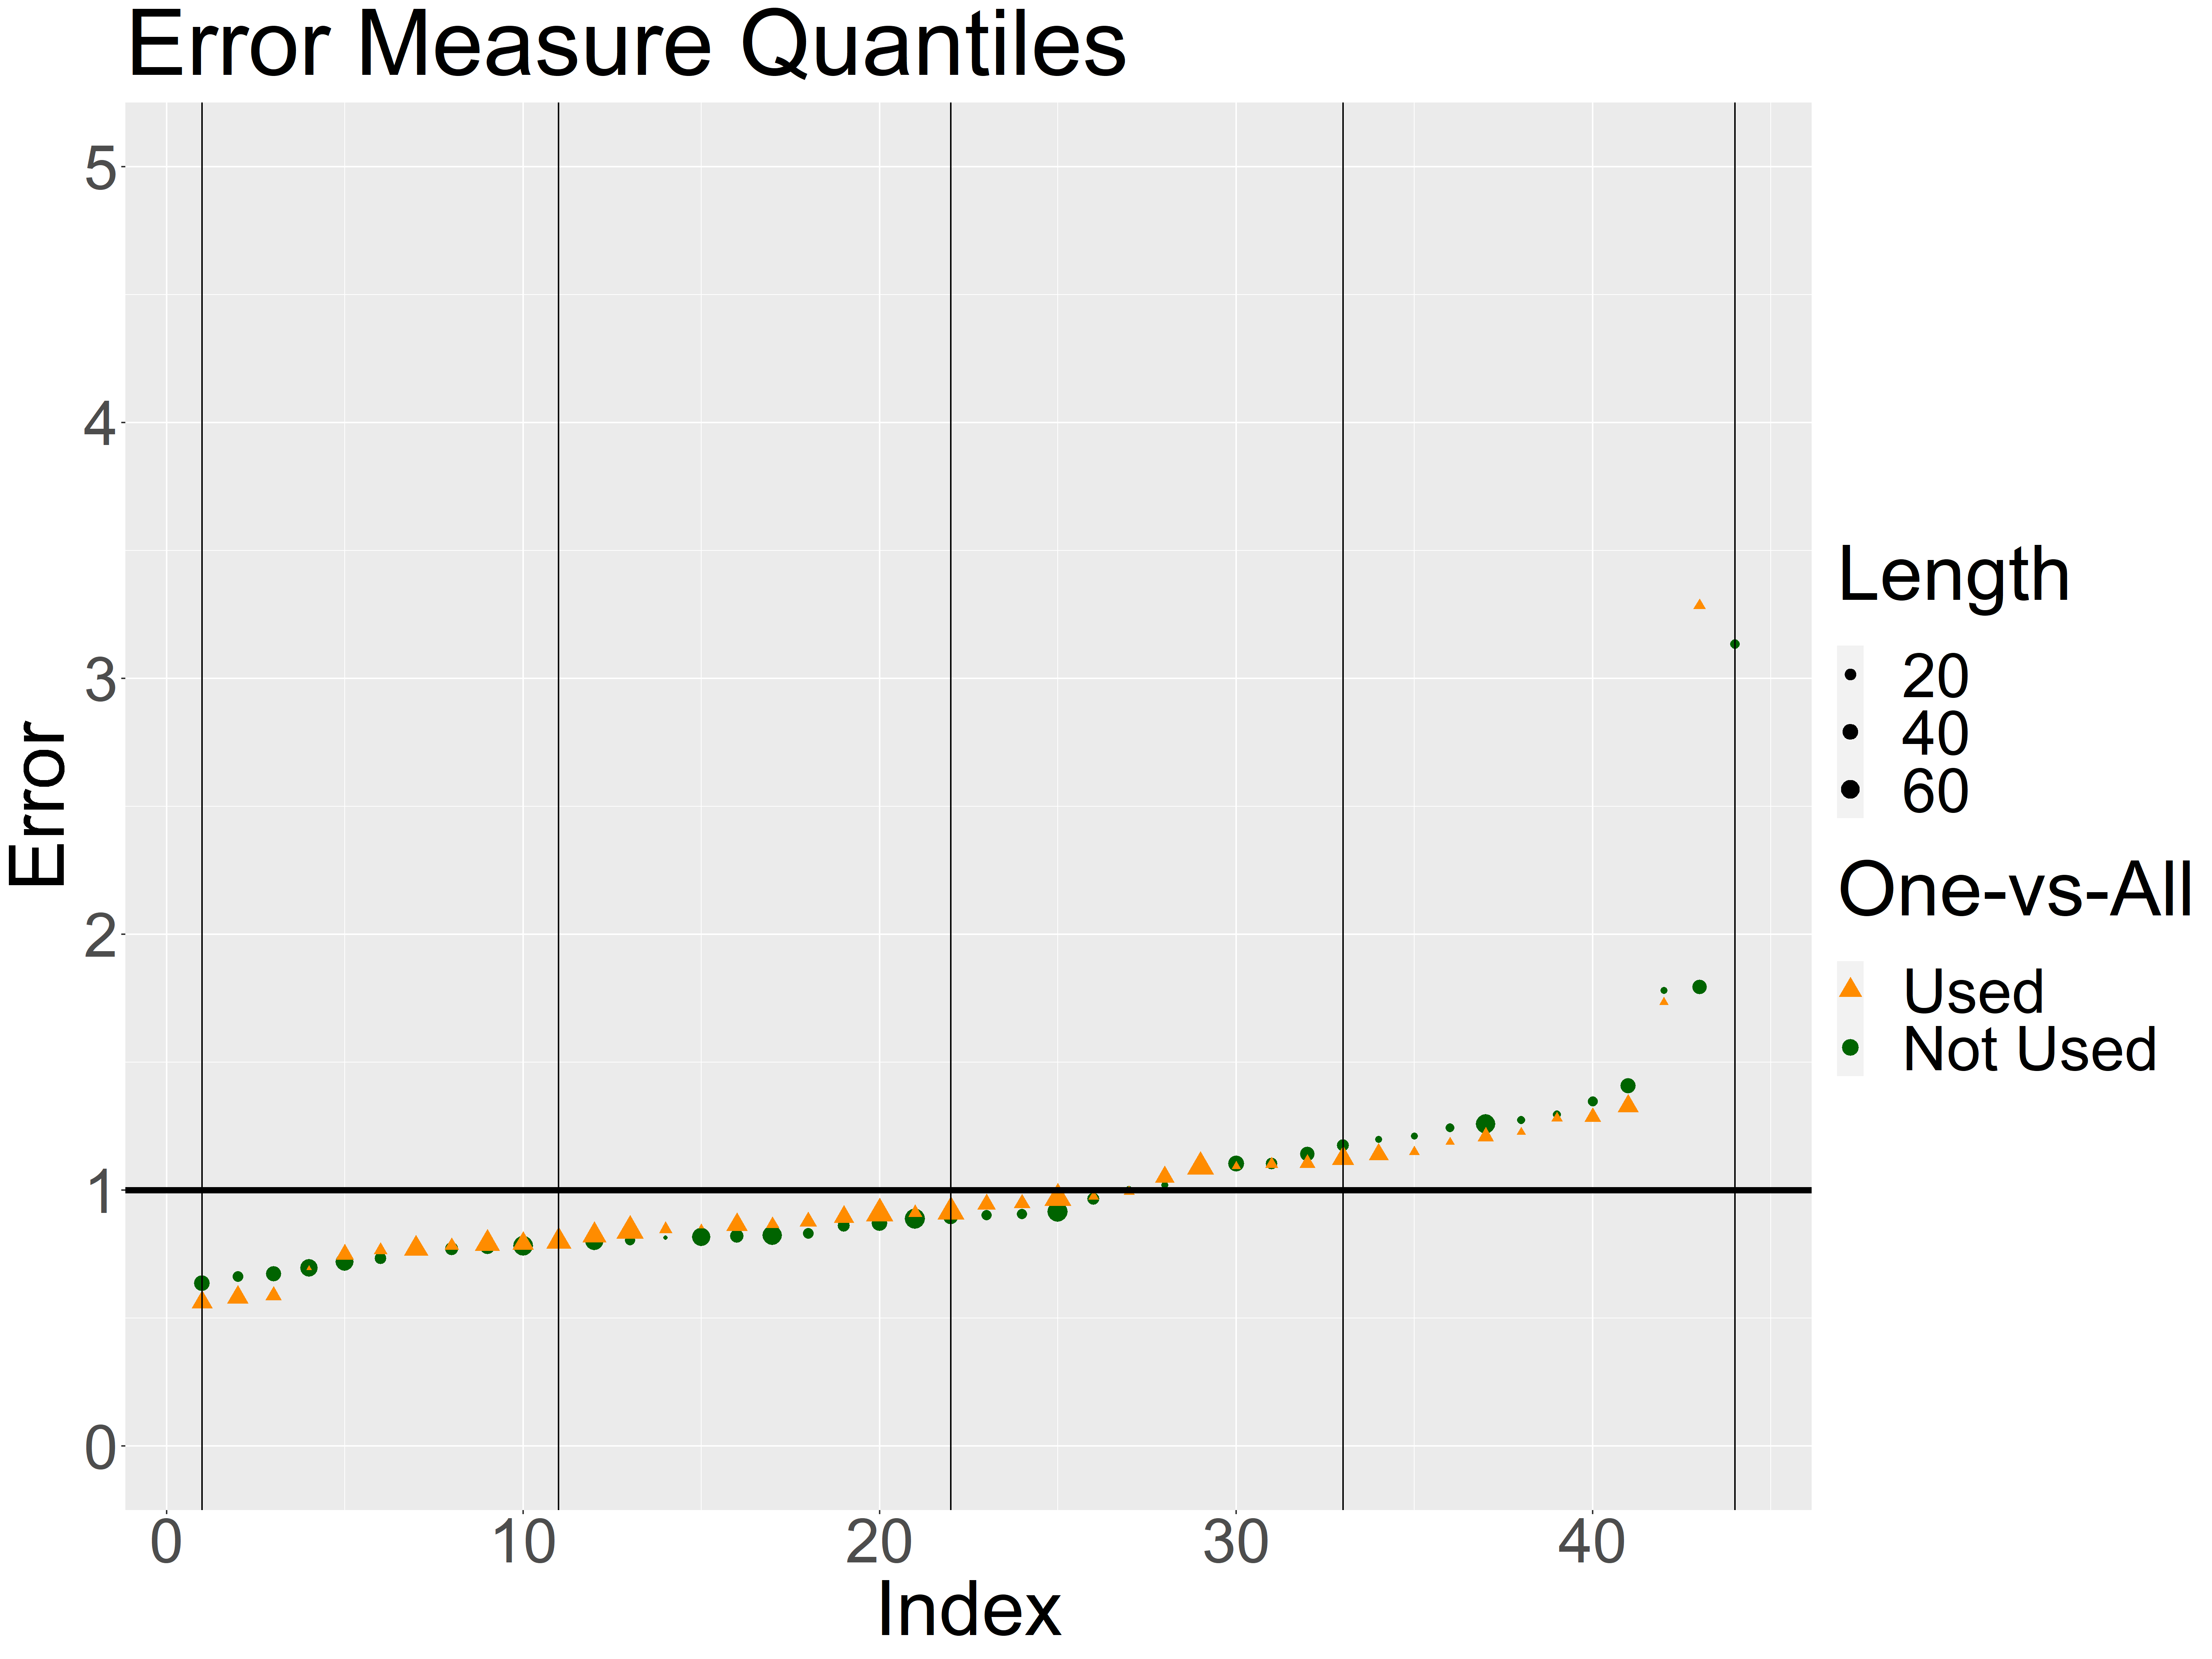 Error Measure Quantiles
5
4
3
2
1
0
Error
0 10 20 30 40
Index
Length
20
40
60
One-vs-All
Used
Not Used